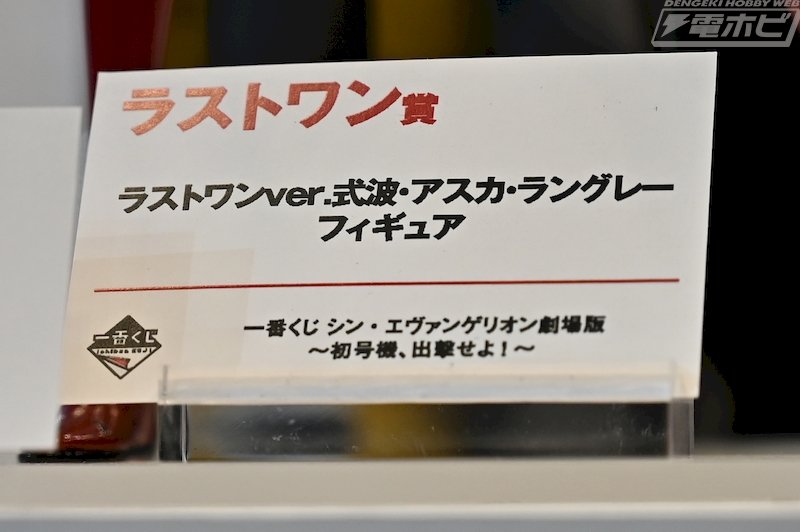 DENGEKI HOBBY WEB
電ホビ
ラストワン賞
ラストワンver.式波・アスカ・ラングレー
フィギュア
一番くじ
ichiban KUJI
一番くじ シン・エヴァンゲリオン劇場版
～初号機、出撃せよ！～